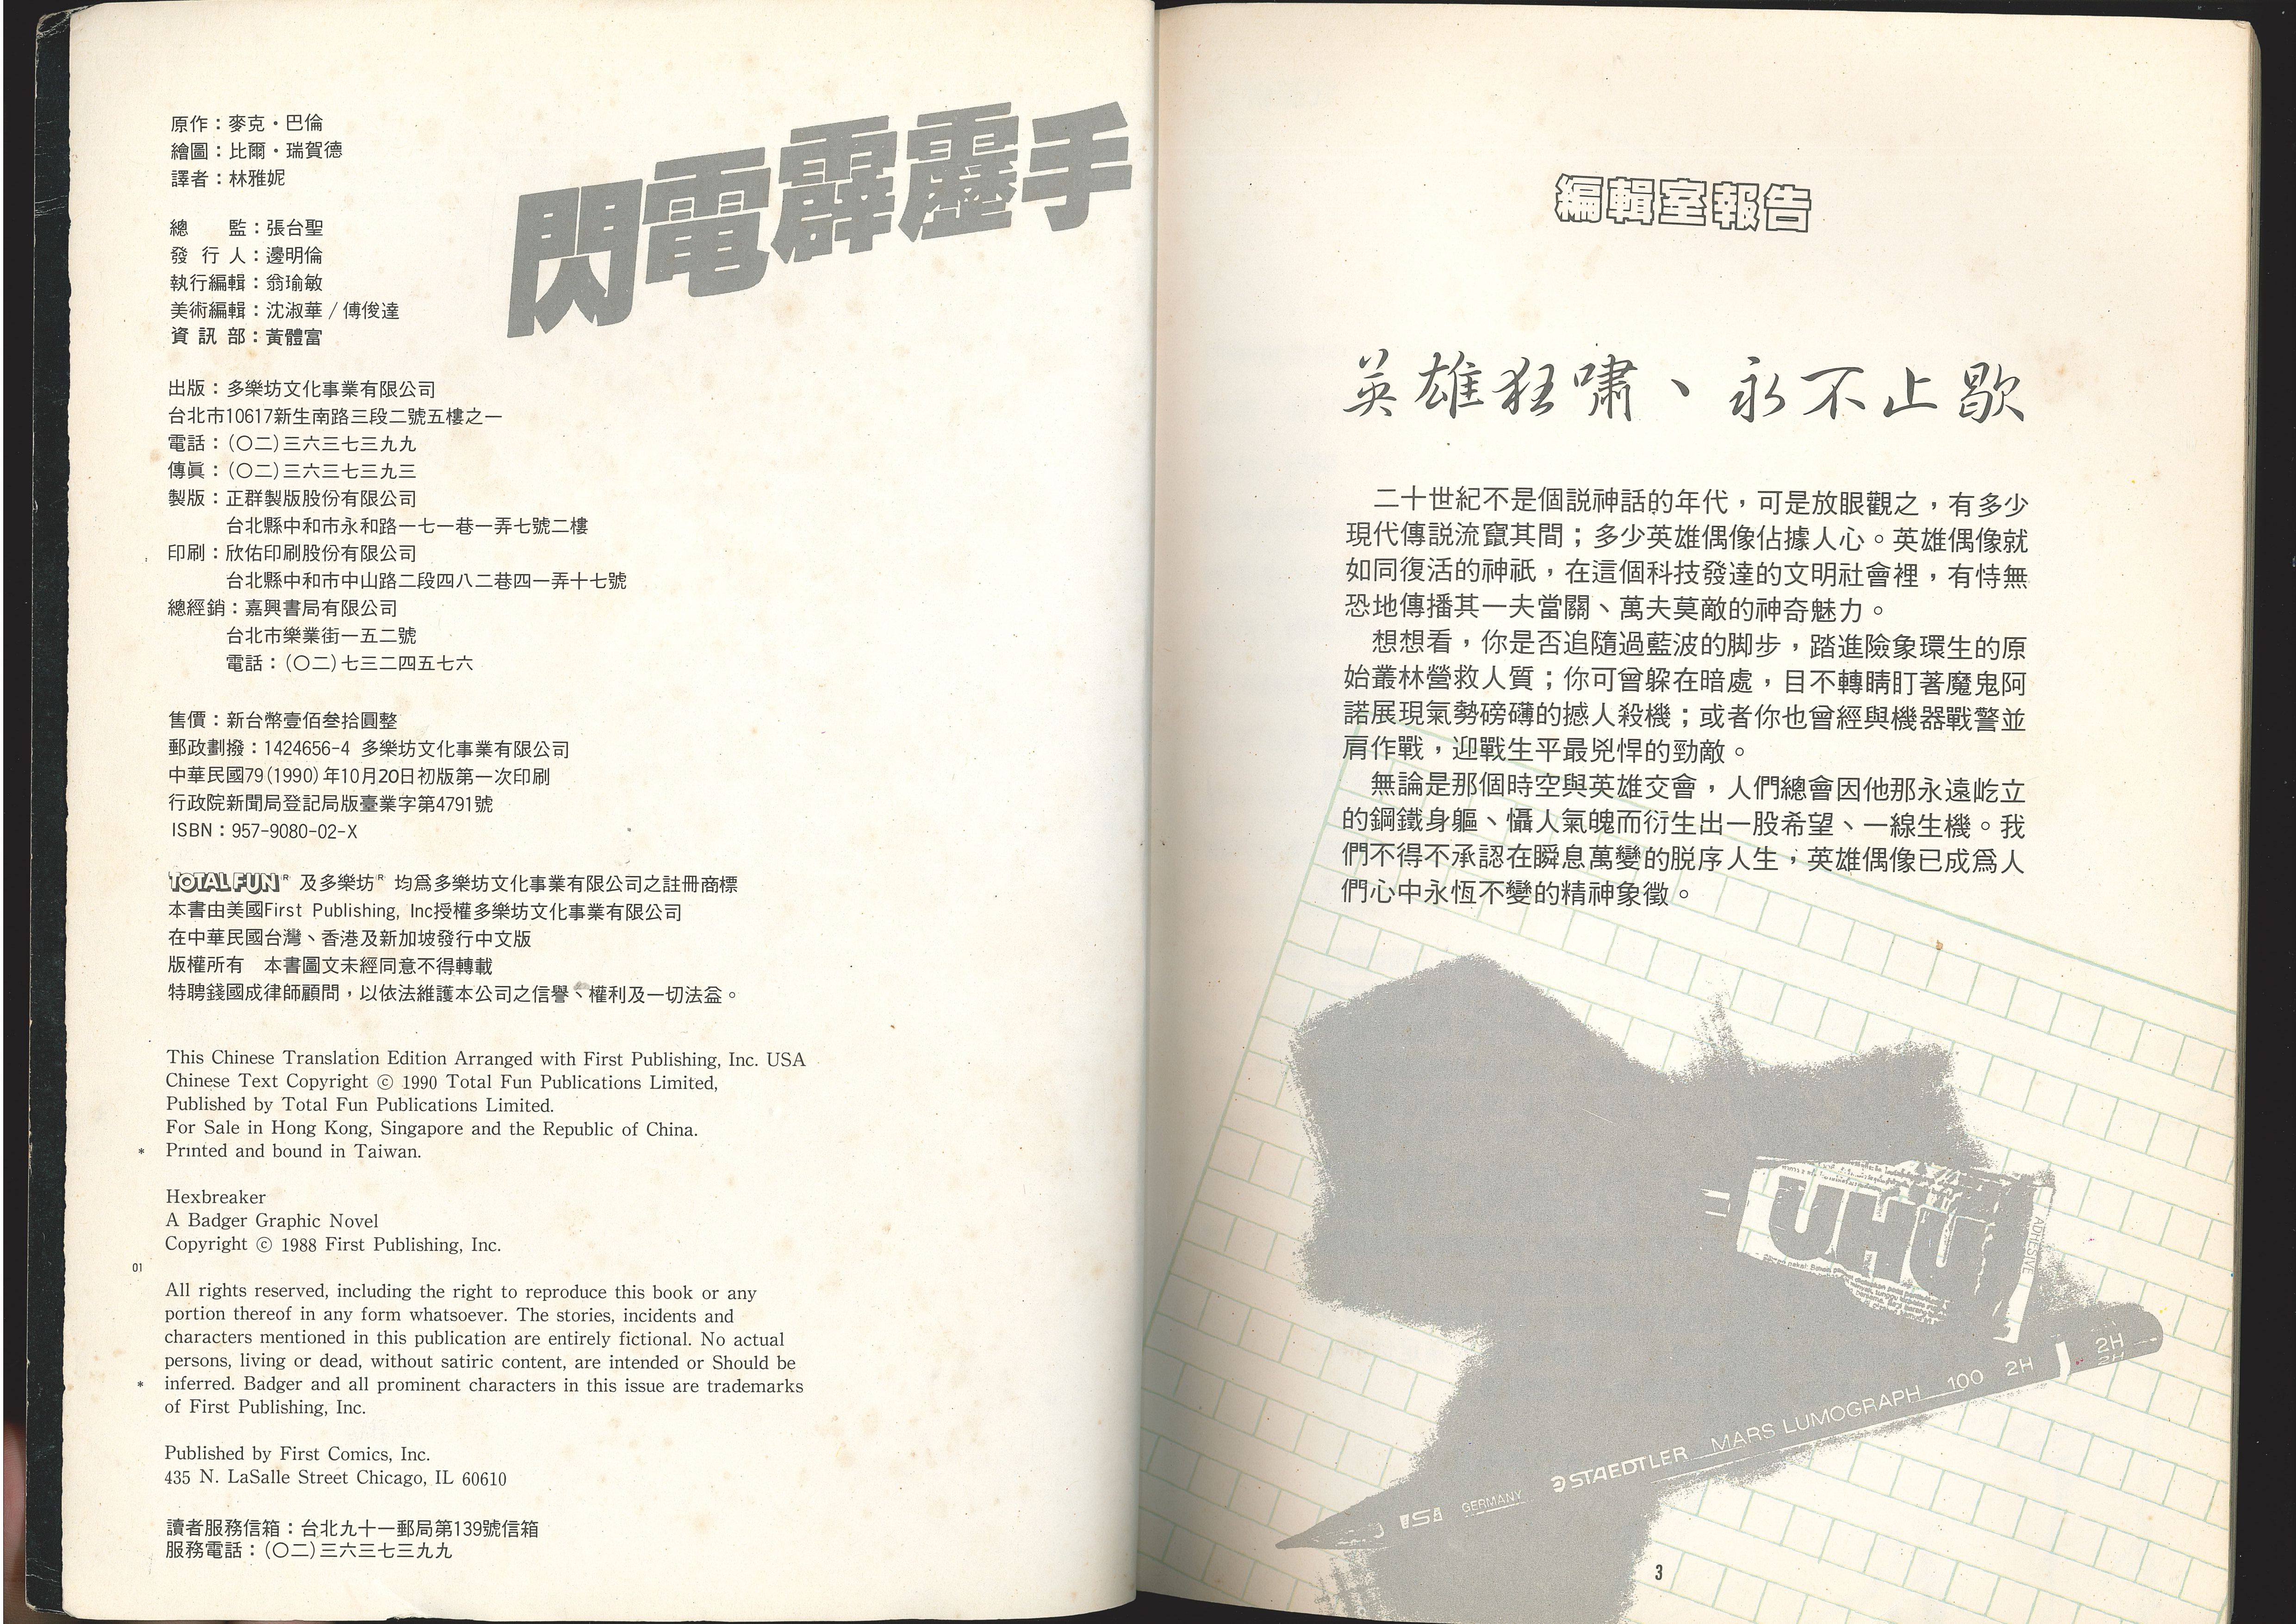 閃電霹靂手
原作：麥克・巴倫
繪圖：比爾・瑞賀德
譯者：林雅妮
總　　監：張台聖
發 行 人：邊明倫
執行編輯：翁瑜敏
美術編輯：沈淑華／傅俊達
資 訊 部：黃體富
出版：多樂坊文化事業有限公司
台北市10617新生南路三段二號五樓之一
電話：(〇二)三六三七三九九
傳眞：(〇二)三六三七三九三
製版：正群製版股份有限公司
台北縣中和市永和路一七一巷一弄七號二樓
印刷：欣佑印刷股份有限公司
台北縣中和市中山路二段四八二巷四一弄十七號
總經銷：嘉興書局有限公司
台北市樂業街一五二號
電話：(〇二)七三二四五七六
售價：新台幣壹佰叁拾圓整
郵政劃撥：1424656-4 多樂坊文化事業有限公司
中華民國79(1990)年10月20日初版第一次印刷
行政院新聞局登記局版臺業字第4791號
ISBN：957-9080-02-X
TOTAL FUN® 及多樂坊® 均爲多樂坊文化事業有限公司之註冊商標
本書由美國First Publishing, Inc授權多樂坊文化事業有限公司
在中華民國台灣、香港及新加坡發行中文版
版權所有　本書圖文未經同意不得轉載
特聘錢國成律師顧問，以依法維護本公司之信譽、權利及一切法益。
This Chinese Translation Edition Arranged with First Publishing, Inc. USA
Chinese Text Copyright © 1990 Total Fun Publications Limited,
Published by Total Fun Publications Limited.
For Sale in Hong Kong, Singapore and the Republic of China.
* Printed and bound in Taiwan.
Hexbreaker
A Badger Graphic Novel
Copyright © 1988 First Publishing, Inc.
01
All rights reserved, including the right to reproduce this book or any
portion thereof in any form whatsoever. The stories, incidents and
characters mentioned in this publication are entirely fictional. No actual
persons, living or dead, without satiric content, are intended or Should be
* inferred. Badger and all prominent characters in this issue are trademarks
of First Publishing, Inc.
Published by First Comics, Inc.
435 N. LaSalle Street Chicago, IL 60610
讀者服務信箱：台北九十一郵局第139號信箱
服務電話：(〇二)三六三七三九九
編輯室報告
英雄狂嘯、永不止歇
二十世紀不是個説神話的年代，可是放眼觀之，有多少
現代傳説流竄其間；多少英雄偶像佔據人心。英雄偶像就
如同復活的神祇，在這個科技發達的文明社會裡，有恃無
恐地傳播其一夫當關、萬夫莫敵的神奇魅力。
想想看，你是否追隨過藍波的脚步，踏進險象環生的原
始叢林營救人質；你可曾躲在暗處，目不轉睛盯著魔鬼阿
諾展現氣勢磅礴的撼人殺機；或者你也曾經與機器戰警並
肩作戰，迎戰生平最兇悍的勁敵。
無論是那個時空與英雄交會，人們總會因他那永遠屹立
的鋼鐵身軀、懾人氣魄而衍生出一股希望、一線生機。我
們不得不承認在瞬息萬變的脱序人生，英雄偶像已成爲人
們心中永恆不變的精神象徵。
UHU
ADHESIVE
GERMANY
STAEDTLER MARS LUMOGRAPH 100 2H
2H
2H
3